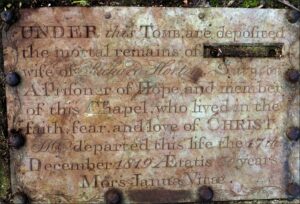 UNDER this TOMB, are deposited
the mortal remains of
wife of Richard
A Prisoner of Hope, and member
of this Chapel, who lived in the
faith, fear, and love of CHRIST.
departed this life the 17th
December 1819 Ætatis years
Mors Janua Vitae